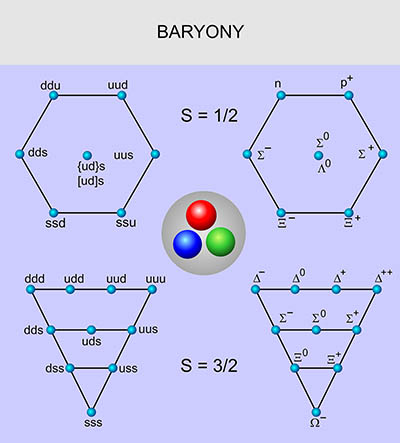 BARYONY
ddu uud n p+
S = 1/2
dds uus Σ− Σ0 Σ+
{ud}s Λ0
[ud]s
ssd ssu Ξ− Ξ+
ddd udd uud uuu Δ− Δ0 Δ+ Δ++
dds uus Σ− Σ0 Σ+
uds
S = 3/2
dss uss Ξ0 Ξ+
sss Ω−